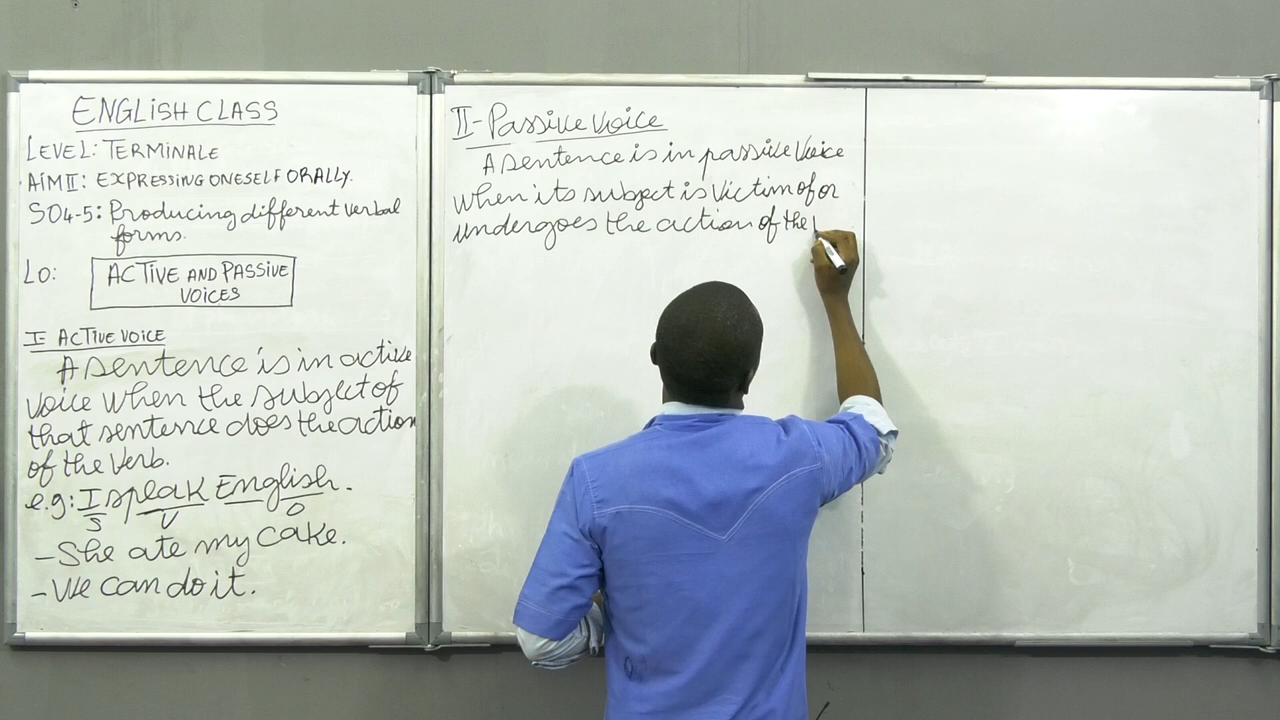 ENGLISH CLASS
LEVEL: TERMINALE
AIM II: EXPRESSING ONESELF ORALLY.
SO4-5: Producing different verbal
forms.
LO: ACTIVE AND PASSIVE
VOICES
I- ACTIVE VOICE
A sentence is in active
voice when the subject of
that sentence does the action
of the verb.
e.g: I speak English.
S V O
- She ate my cake.
- We can do it.
II- Passive Voice
A sentence is in passive Voice
when its subject is victim of or
undergoes the action of the